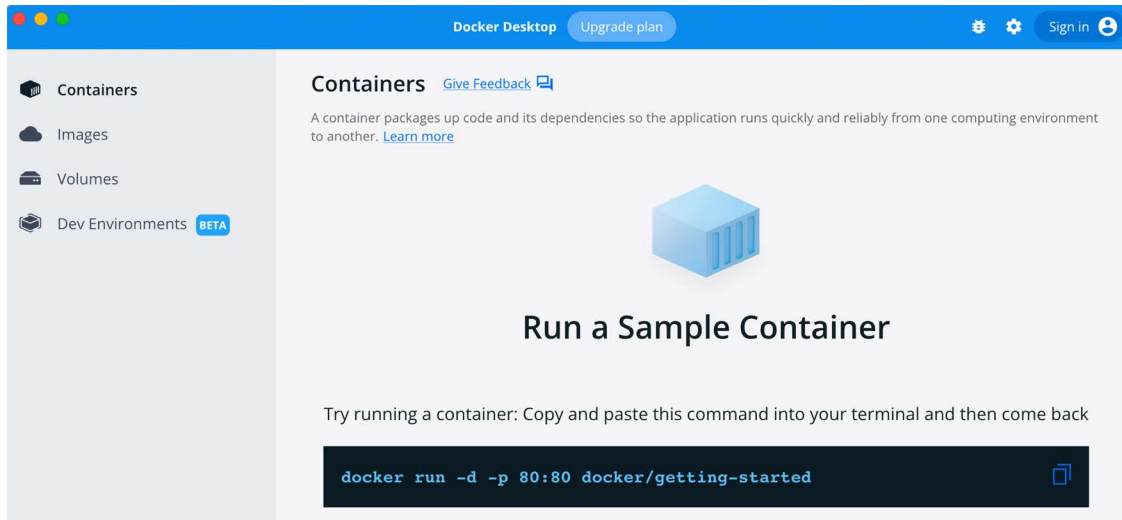 Docker Desktop Upgrade plan Sign in
Containers
Images
Volumes
Dev Environments BETA
Containers Give Feedback
A container packages up code and its dependencies so the application runs quickly and reliably from one computing environment
to another. Learn more
Run a Sample Container
Try running a container: Copy and paste this command into your terminal and then come back
docker run -d -p 80:80 docker/getting-started